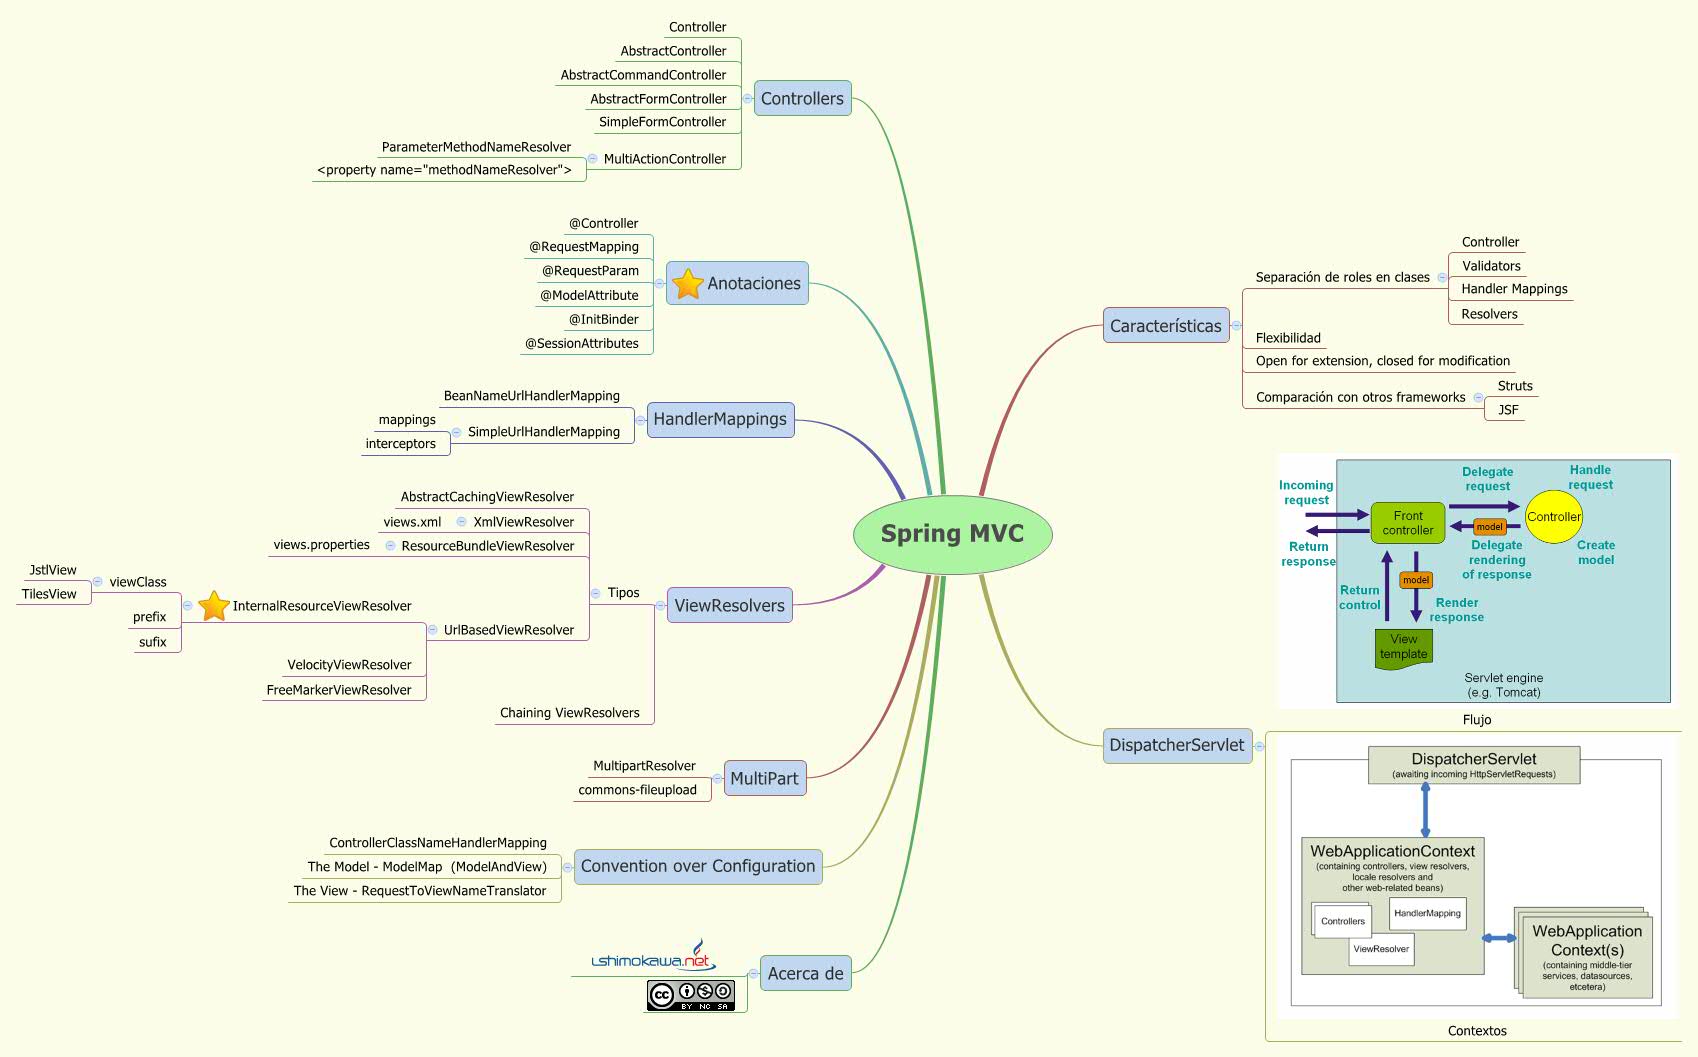 Spring MVC
Controllers
Controller
AbstractController
AbstractCommandController
AbstractFormController
SimpleFormController
MultiActionController
ParameterMethodNameResolver
<property name="methodNameResolver">
Anotaciones
@Controller
@RequestMapping
@RequestParam
@ModelAttribute
@InitBinder
@SessionAttributes
HandlerMappings
BeanNameUrlHandlerMapping
SimpleUrlHandlerMapping
mappings
interceptors
ViewResolvers
Tipos
AbstractCachingViewResolver
XmlViewResolver
views.xml
ResourceBundleViewResolver
views.properties
UrlBasedViewResolver
InternalResourceViewResolver
viewClass
JstlView
TilesView
prefix
sufix
VelocityViewResolver
FreeMarkerViewResolver
Chaining ViewResolvers
MultiPart
MultipartResolver
commons-fileupload
Convention over Configuration
ControllerClassNameHandlerMapping
The Model - ModelMap (ModelAndView)
The View - RequestToViewNameTranslator
Acerca de
lshimokawa.net
cc
BY NC SA
Características
Separación de roles en clases
Controller
Validators
Handler Mappings
Resolvers
Flexibilidad
Open for extension, closed for modification
Comparación con otros frameworks
Struts
JSF
DispatcherServlet
Incoming
request
Return
response
Front
controller
Delegate
request
Handle
request
Controller
model
Delegate
rendering
of response
Create
model
model
Return
control
Render
response
View
template
Servlet engine
(e.g. Tomcat)
Flujo
DispatcherServlet
(awaiting incoming HttpServletRequests)
WebApplicationContext
(containing controllers, view resolvers,
locale resolvers and
other web-related beans)
Controllers
HandlerMapping
ViewResolver
WebApplication
Context(s)
(containing middle-tier
services, datasources,
etcetera)
Contextos